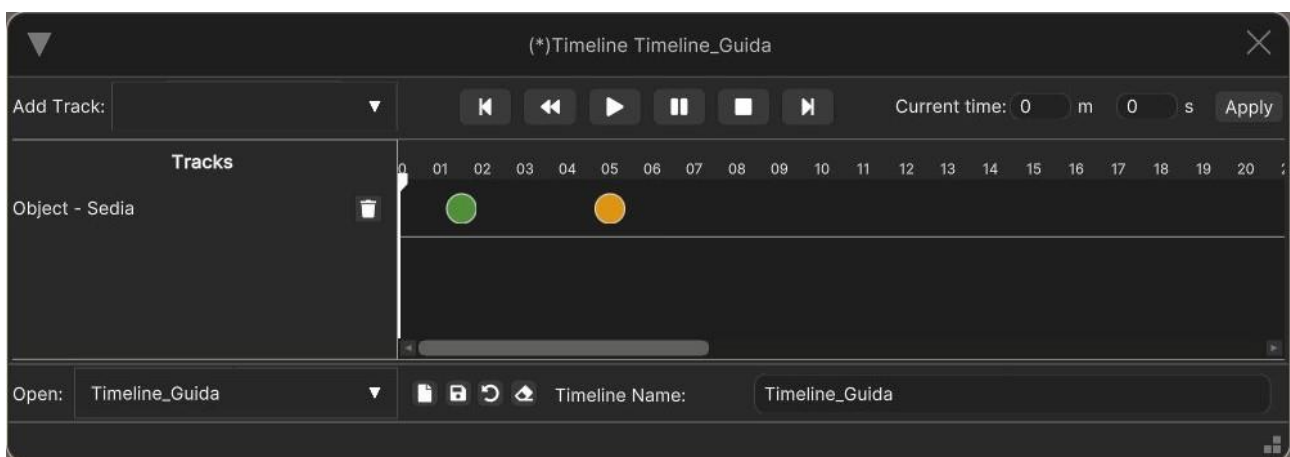 (*)Timeline Timeline_Guida
Add Track: Current time: 0 m 0 s Apply
Tracks
0 01 02 03 04 05 06 07 08 09 10 11 12 13 14 15 16 17 18 19 20
Object - Sedia
Open: Timeline_Guida Timeline Name: Timeline_Guida